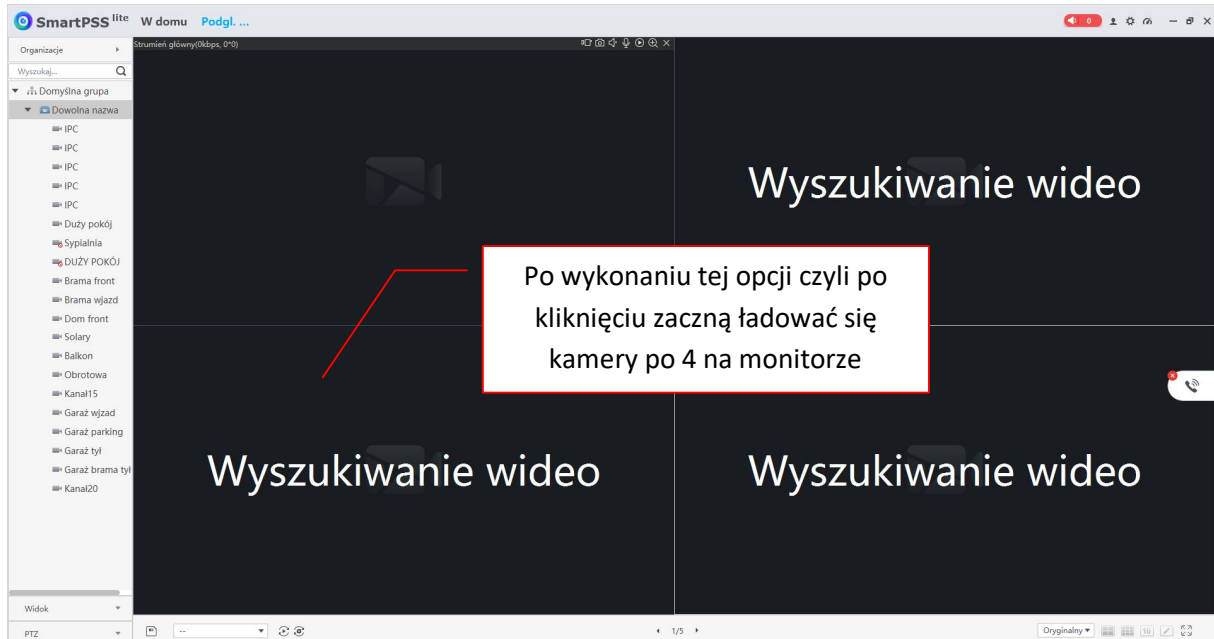 SmartPSS lite W domu Podgl. ...
0
Organizacje
Strumień główny(0kbps, 0*0)
Wyszukaj...
Domyślna grupa
Dowolna nazwa
IPC
IPC
IPC
IPC
IPC
Duży pokój
Sypialnia
DUŻY POKÓJ
Brama front
Brama wjazd
Dom front
Solary
Balkon
Obrotowa
Kanał15
Garaż wjzad
Garaż parking
Garaż tył
Garaż brama tył
Kanał20
Wyszukiwanie wideo
Po wykonaniu tej opcji czyli po
kliknięciu zaczną ładować się
kamery po 4 na monitorze
Wyszukiwanie wideo
Wyszukiwanie wideo
Widok
PTZ
--
1/5
Oryginalny